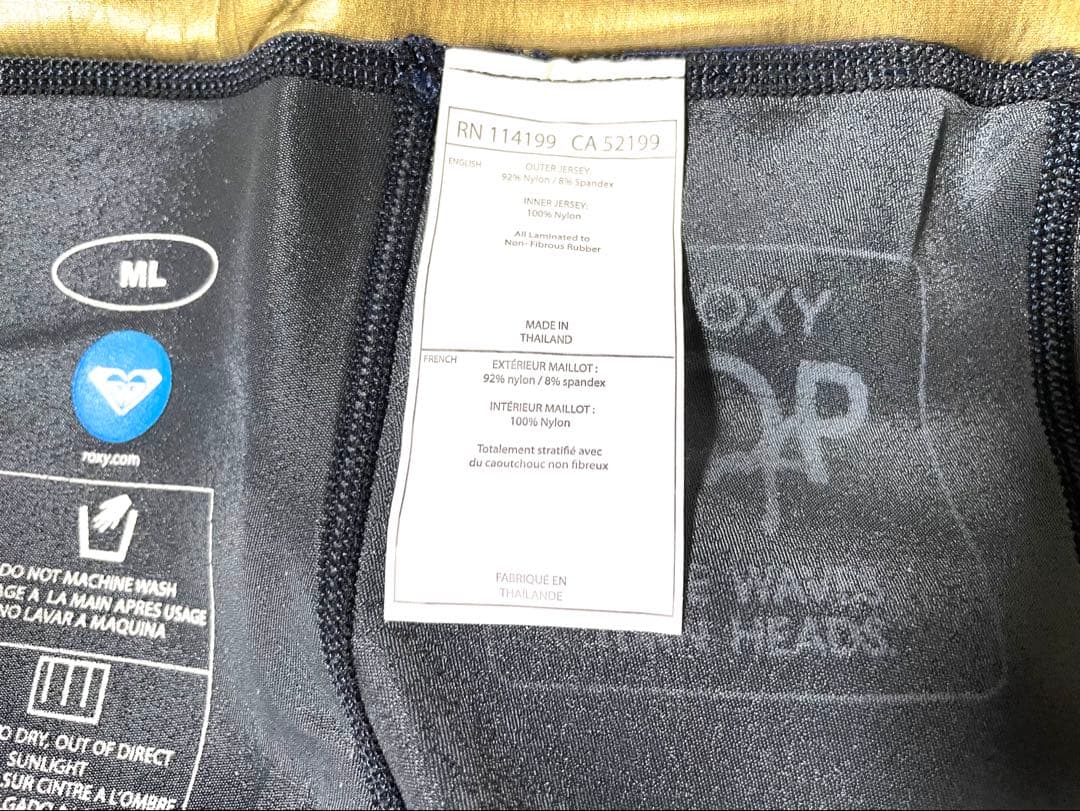 RN 114199 CA 52199
ENGLISH
OUTER JERSEY:
92% Nylon / 8% Spandex
INNER JERSEY:
100% Nylon
All Laminated to
Non-Fibrous Rubber
MADE IN
THAILAND
FRENCH
EXTÉRIEUR MAILLOT :
92% nylon / 8% spandex
INTÉRIEUR MAILLOT :
100% Nylon
Totalement stratifié avec
du caoutchouc non fibreux
FABRIQUÉ EN
THAÏLANDE
ML
roxy.com
DO NOT MACHINE WASH
A LA MAIN APRES USAGE
NO LAVAR A MAQUINA
DRY, OUT OF DIRECT
SUNLIGHT
SUR CINTRE A L'OMBRE
OXY
P
HEADS.